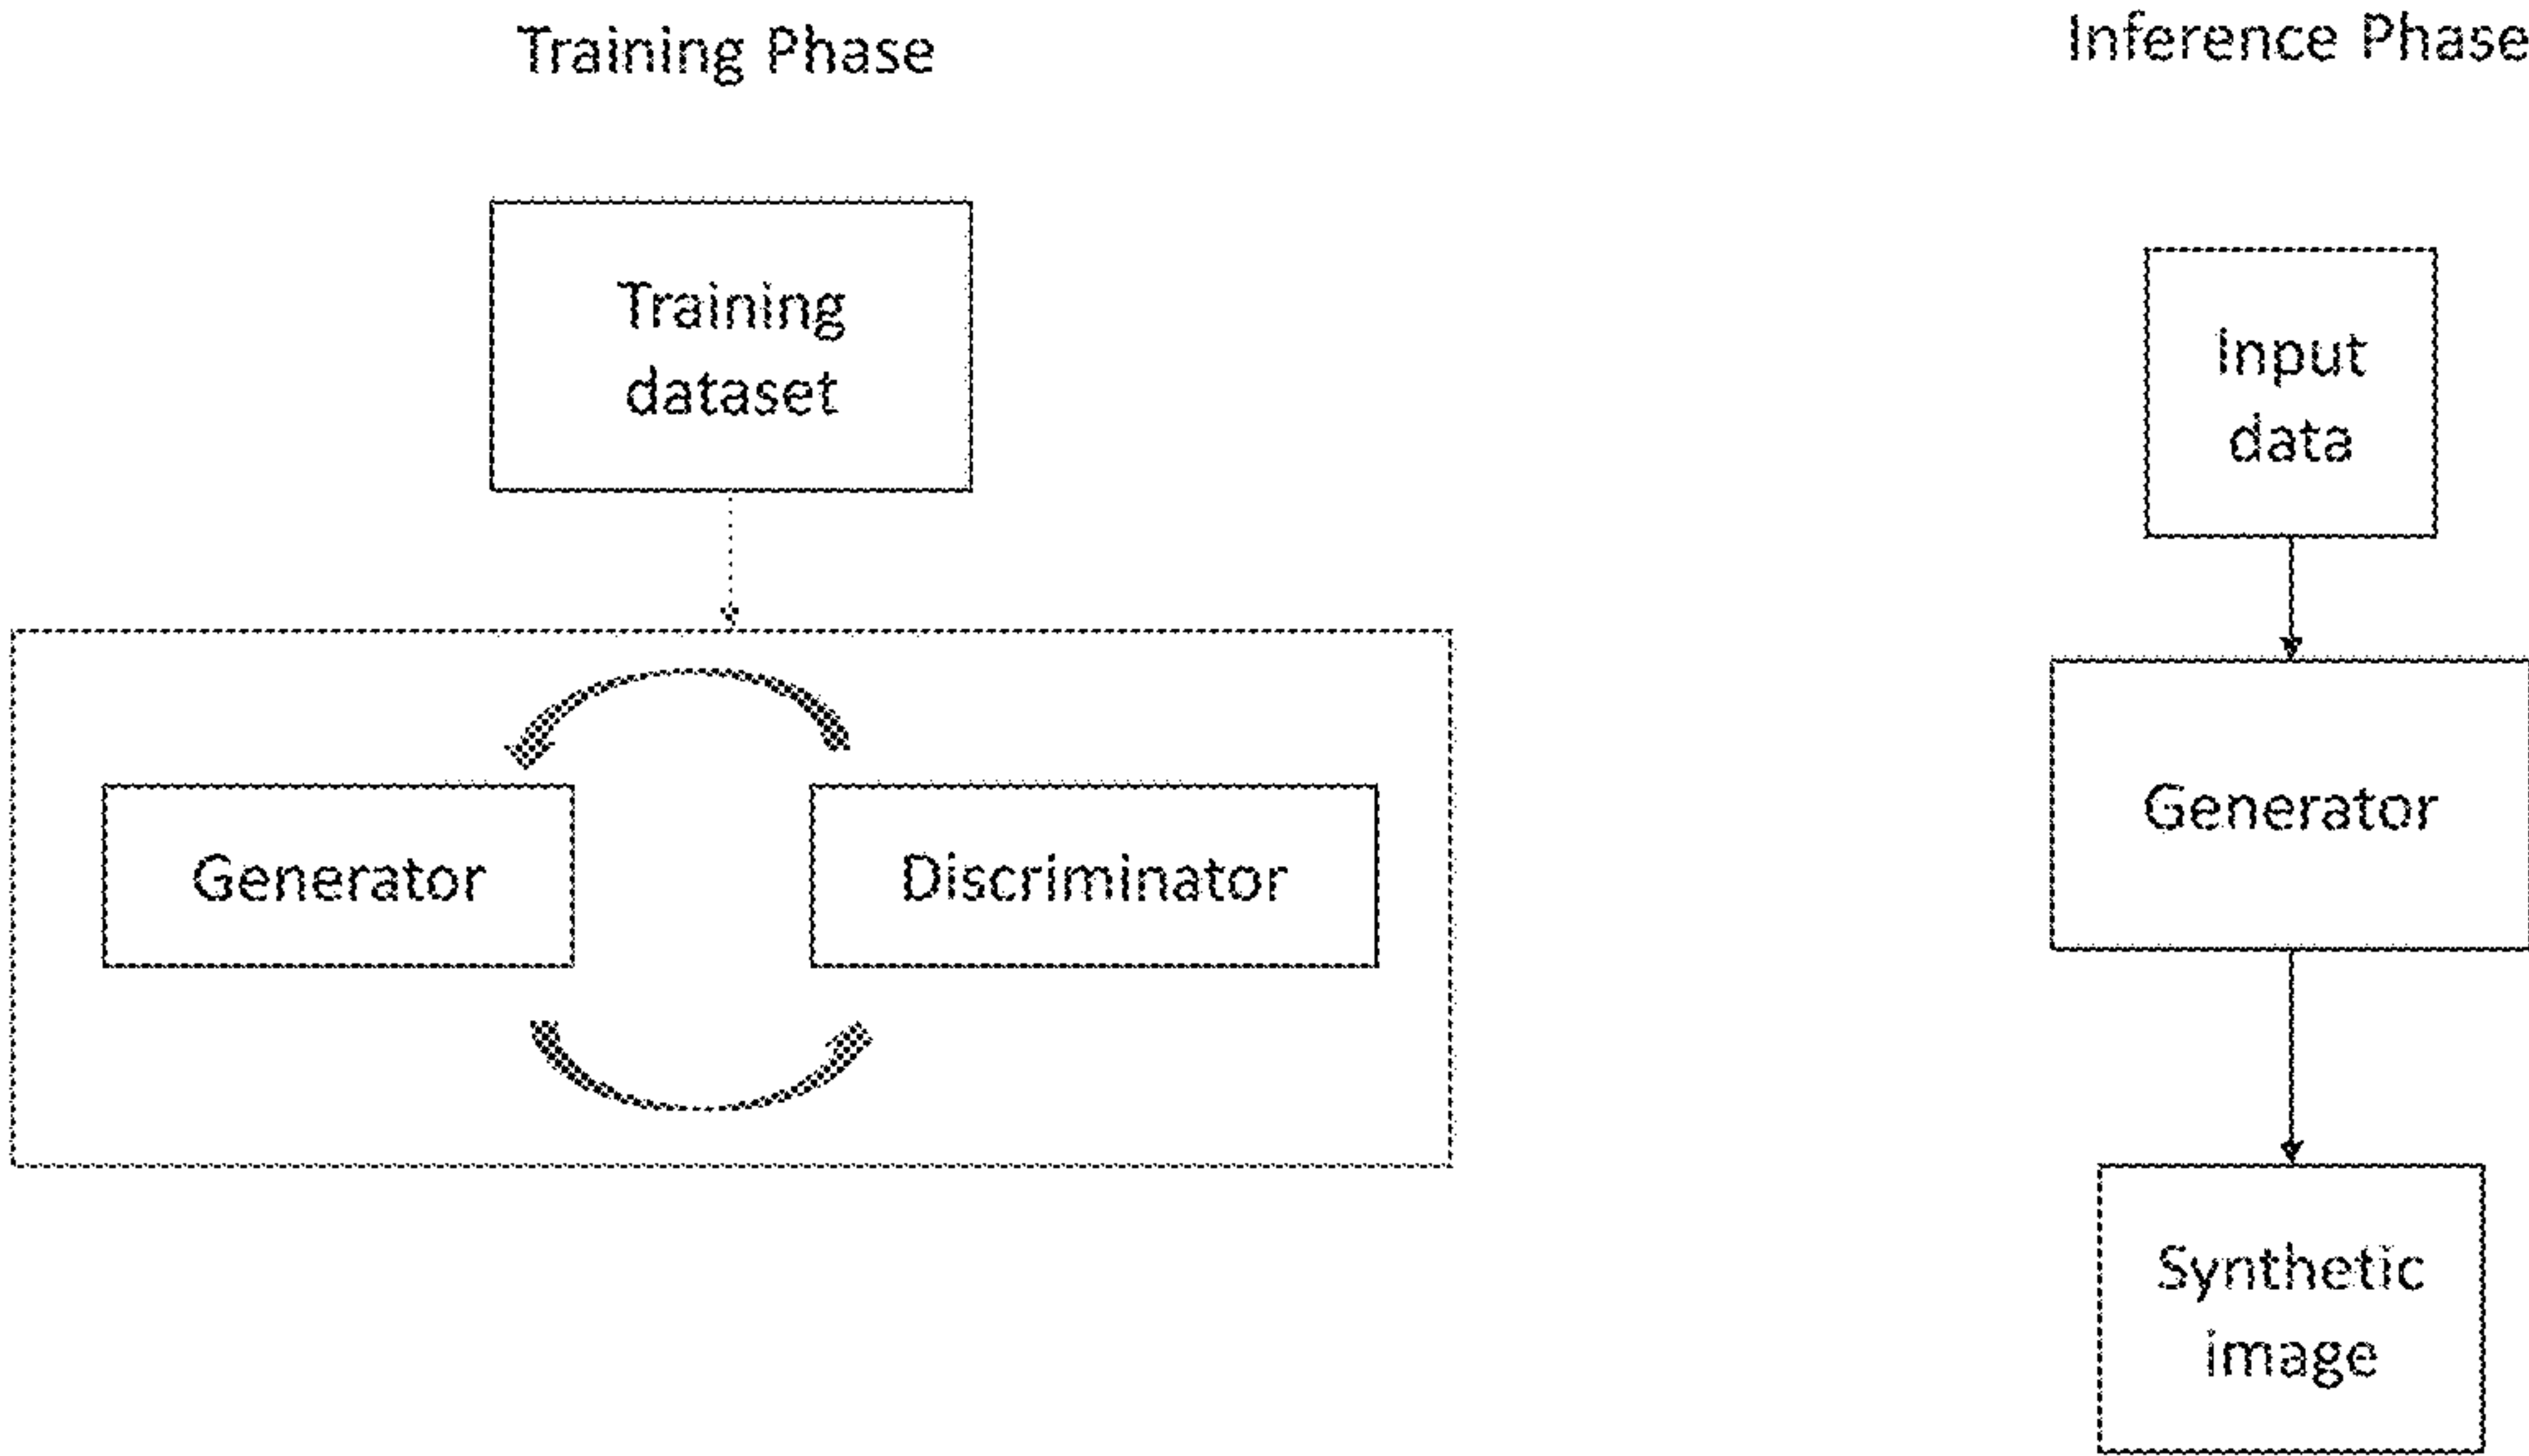 Training Phase
Training
dataset
Generator
Discriminator
Inference Phase
Input
data
Generator
Synthetic
image